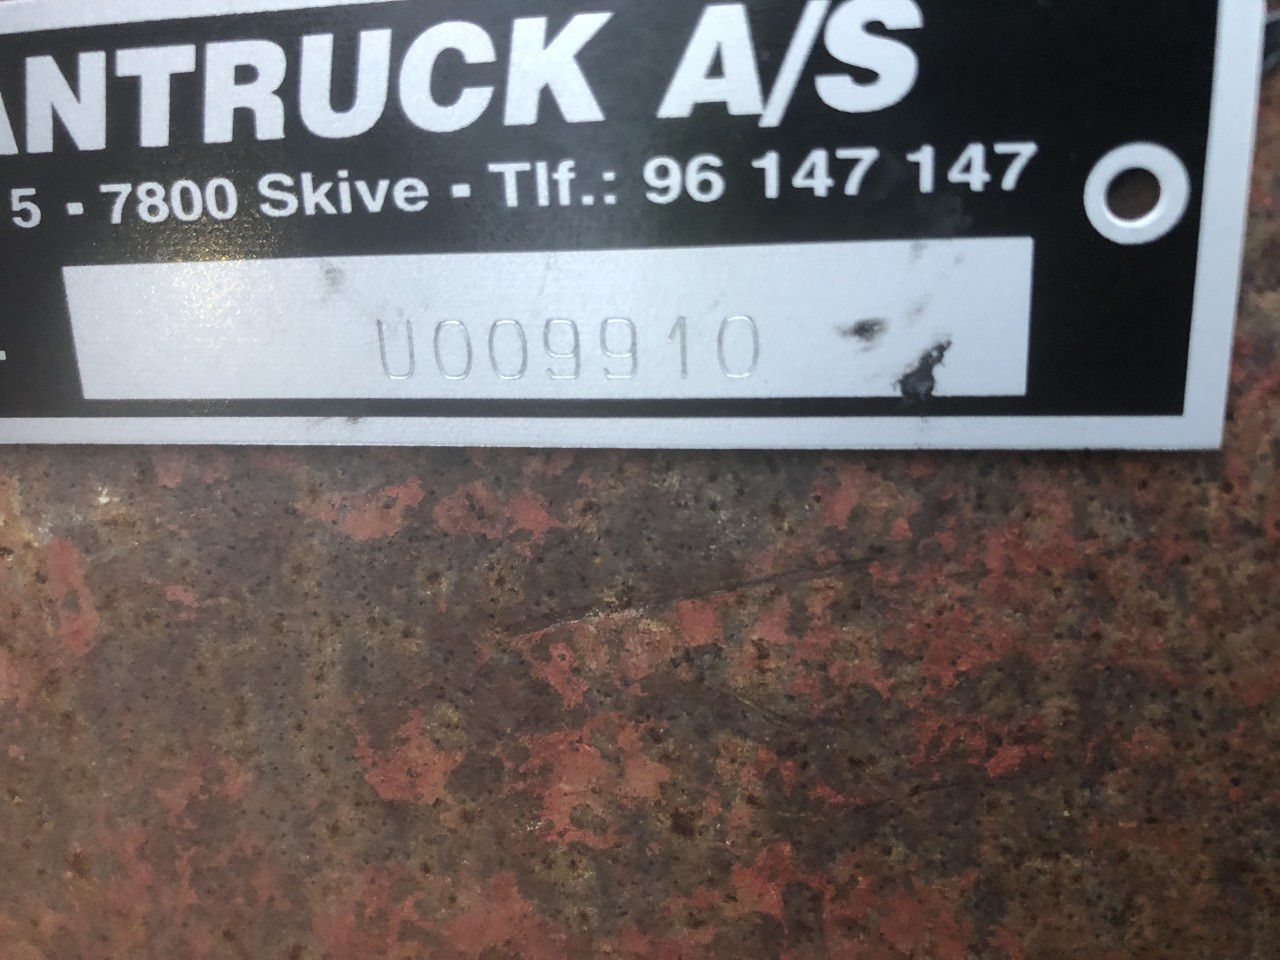 ANTRUCK A/S
5 - 7800 Skive - Tlf.: 96 147 147
U009910